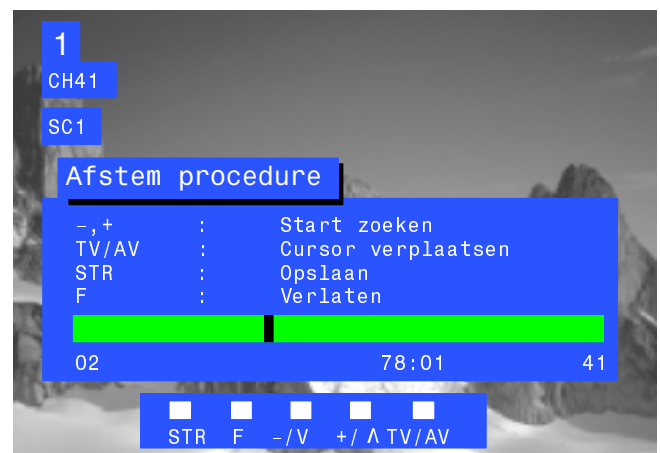 1
CH41
SC1
Afstem procedure
-,+ : Start zoeken
TV/AV : Cursor verplaatsen
STR : Opslaan
F : Verlaten
02 78:01 41
STR F -/V +/Λ TV/AV